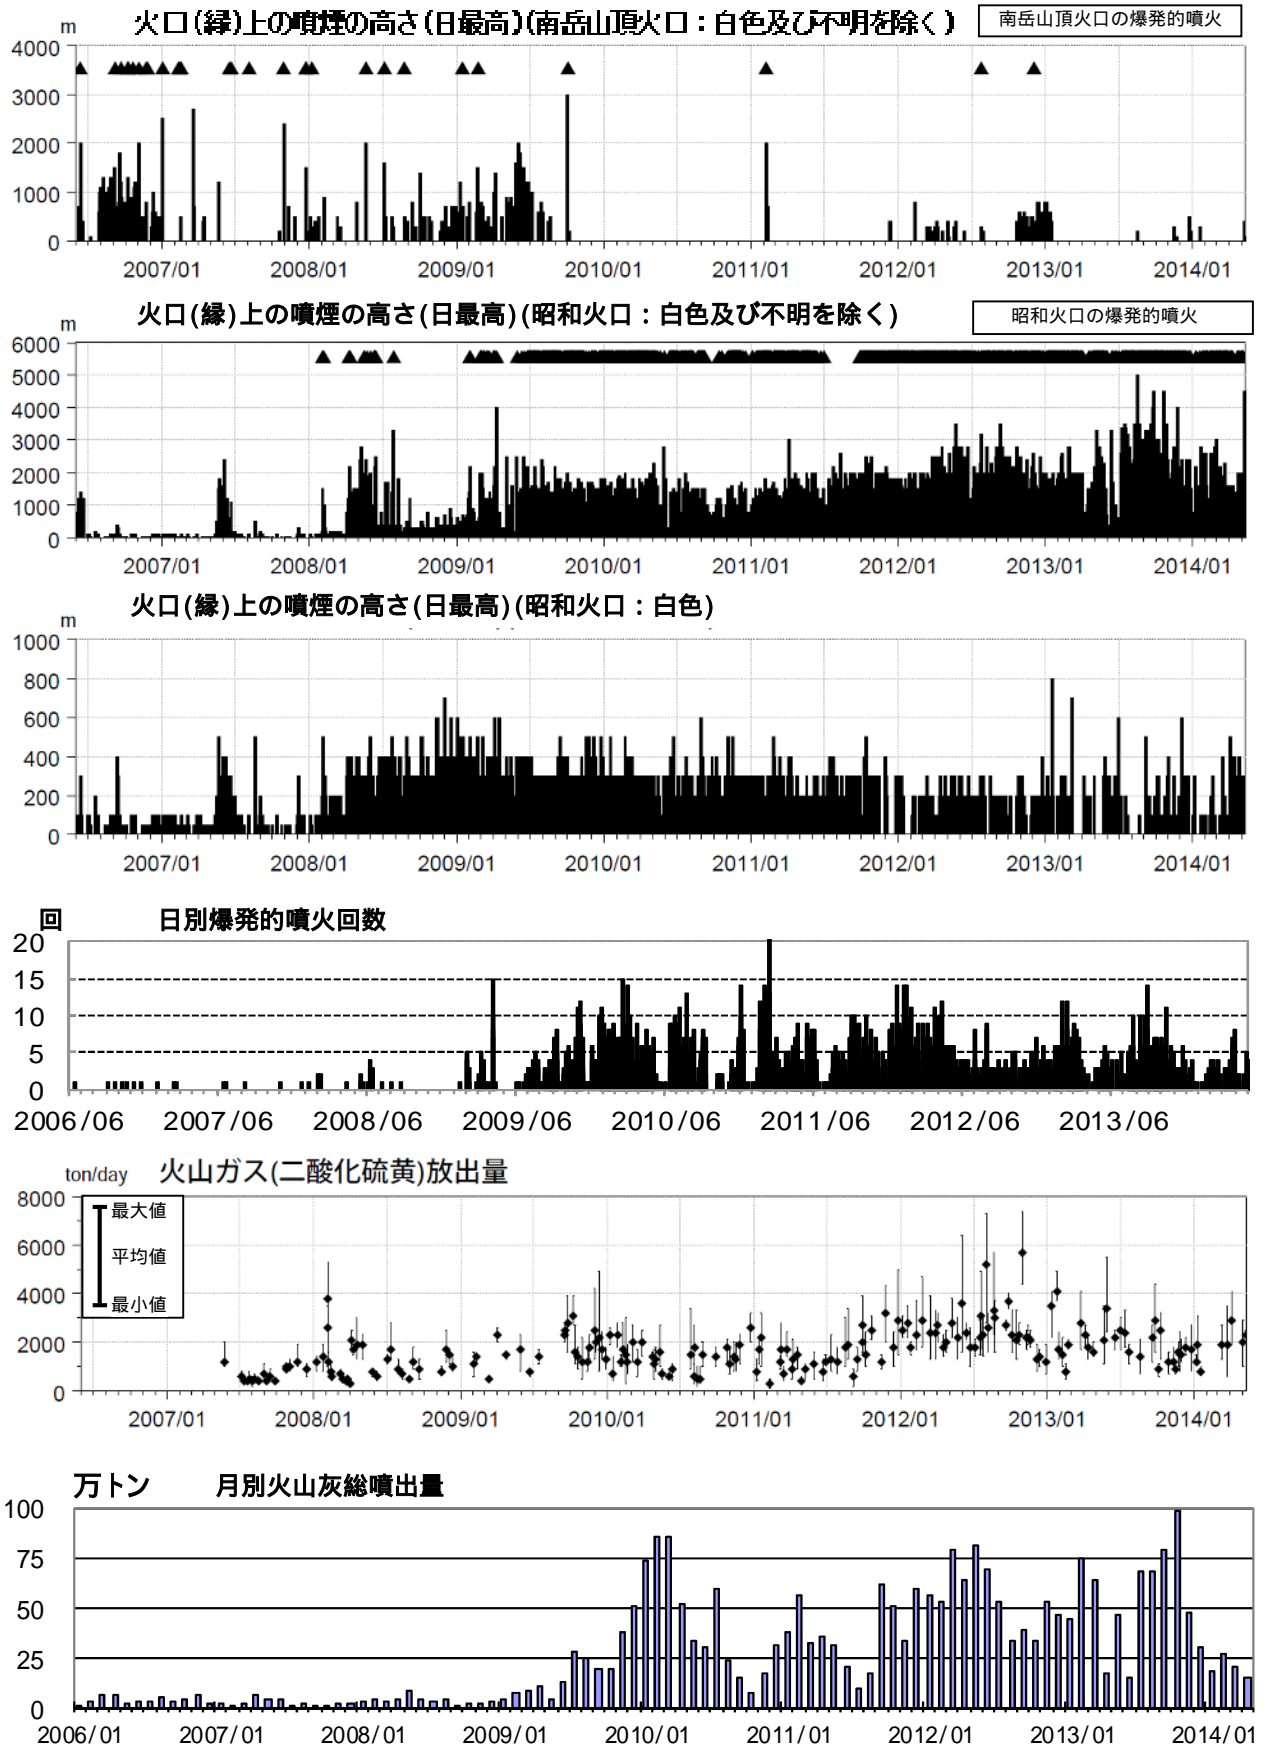 m 火口(縁)上の噴煙の高さ(日最高)(南岳山頂火口：白色及び不明を除く) 南岳山頂火口の爆発的噴火
4000
3000
2000
1000
0
2007/01 2008/01 2009/01 2010/01 2011/01 2012/01 2013/01 2014/01
m 火口(縁)上の噴煙の高さ(日最高)(昭和火口：白色及び不明を除く) 昭和火口の爆発的噴火
6000
5000
4000
3000
2000
1000
0
2007/01 2008/01 2009/01 2010/01 2011/01 2012/01 2013/01 2014/01
m 火口(縁)上の噴煙の高さ(日最高)(昭和火口：白色)
1000
800
600
400
200
0
2007/01 2008/01 2009/01 2010/01 2011/01 2012/01 2013/01 2014/01
回 日別爆発的噴火回数
20
15
10
5
0
2006/06 2007/06 2008/06 2009/06 2010/06 2011/06 2012/06 2013/06
ton/day 火山ガス(二酸化硫黄)放出量
8000
最大値
6000
平均値
4000
最小値
2000
0
2007/01 2008/01 2009/01 2010/01 2011/01 2012/01 2013/01 2014/01
万トン 月別火山灰総噴出量
100
75
50
25
0
2006/01 2007/01 2008/01 2009/01 2010/01 2011/01 2012/01 2013/01 2014/01